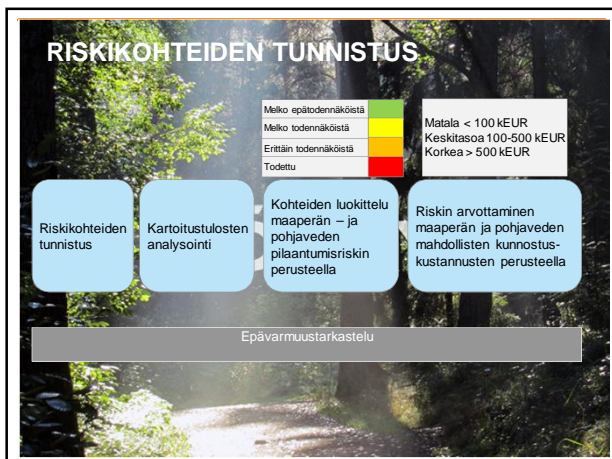 RISKIKOHTEIDEN TUNNISTUS
Melko epätodennäköistä
Melko todennäköistä
Erittäin todennäköistä
Todettu
Matala < 100 kEUR
Keskitasoa 100-500 kEUR
Korkea > 500 kEUR
Riskikohteiden
tunnistus
Kartoitustulosten
analysointi
Kohteiden luokittelu
maaperän – ja
pohjaveden
pilaantumisriskin
perusteella
Riskin arvottaminen
maaperän ja pohjaveden
mahdollisten kunnostus-
kustannusten perusteella
Epävarmuustarkastelu